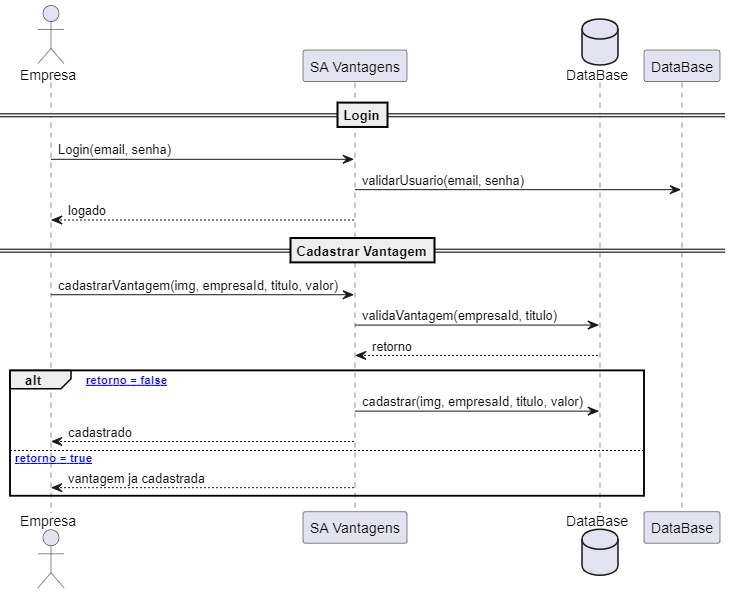 Empresa
SA Vantagens
DataBase
DataBase
Login
Login(email, senha)
validarUsuario(email, senha)
logado
Cadastrar Vantagem
cadastrarVantagem(img, empresaId, titulo, valor)
validaVantagem(empresaId, titulo)
retorno
alt
retorno = false
cadastrar(img, empresaId, titulo, valor)
cadastrado
retorno = true
vantagem ja cadastrada
Empresa
SA Vantagens
DataBase
DataBase